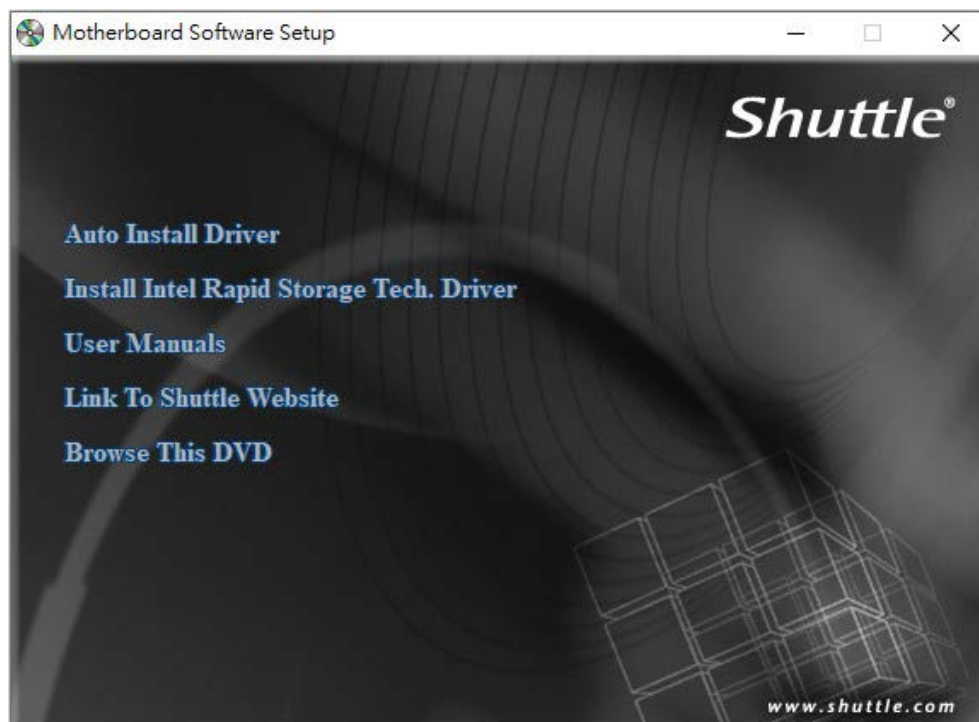 Motherboard Software Setup
Shuttle®
Auto Install Driver
Install Intel Rapid Storage Tech. Driver
User Manuals
Link To Shuttle Website
Browse This DVD
www.shuttle.com